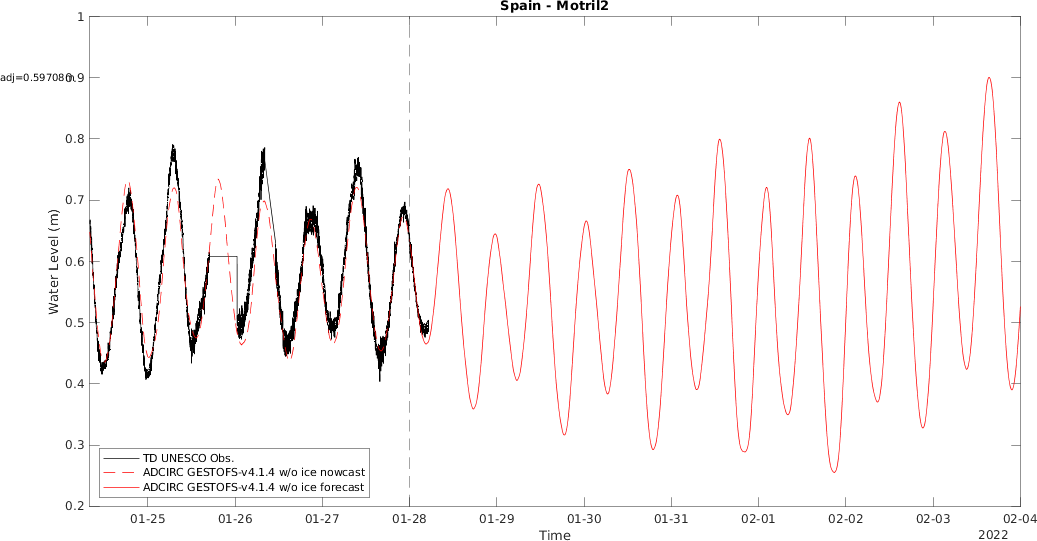 Spain - Motril2
1
adj=0.59708
0.9
0.8
0.7
0.6
0.5
0.4
0.3
0.2
Water Level (m)
TD UNESCO Obs.
ADCIRC GESTOFS-v4.1.4 w/o ice nowcast
ADCIRC GESTOFS-v4.1.4 w/o ice forecast
01-25 01-26 01-27 01-28 01-29 01-30 01-31 02-01 02-02 02-03 02-04
Time
2022